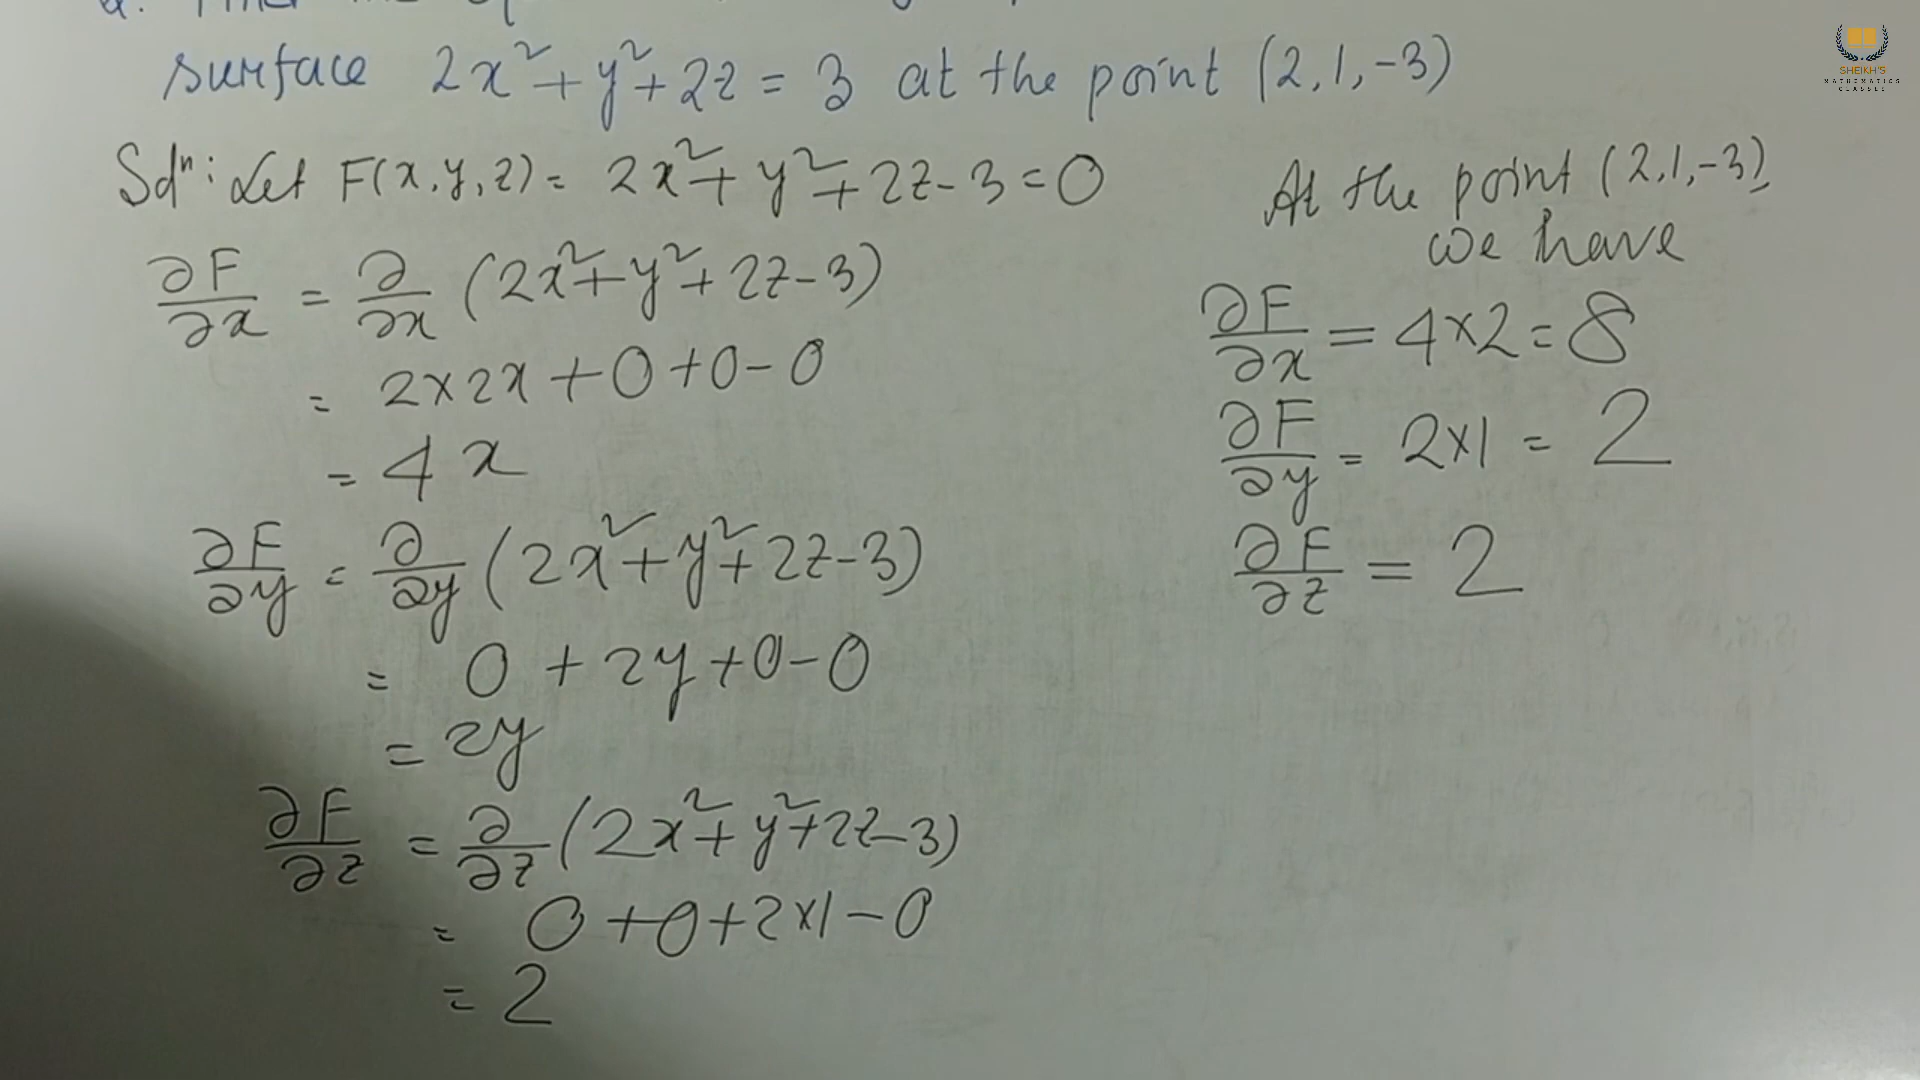 surface 2x² + y² + 2z = 3 at the point (2, 1, -3)
Solⁿ: Let F(x, y, z) = 2x² + y² + 2z - 3 = 0
∂F/∂x = ∂/∂x (2x² + y² + 2z - 3)
= 2×2x + 0 + 0 - 0
= 4x
∂F/∂y = ∂/∂y (2x² + y² + 2z - 3)
= 0 + 2y + 0 - 0
= 2y
∂F/∂z = ∂/∂z (2x² + y² + 2z - 3)
= 0 + 0 + 2×1 - 0
= 2
At the point (2, 1, -3),
we have
∂F/∂x = 4×2 = 8
∂F/∂y = 2×1 = 2
∂F/∂z = 2
SHEIKH'S
MATHEMATICS
CLASSES